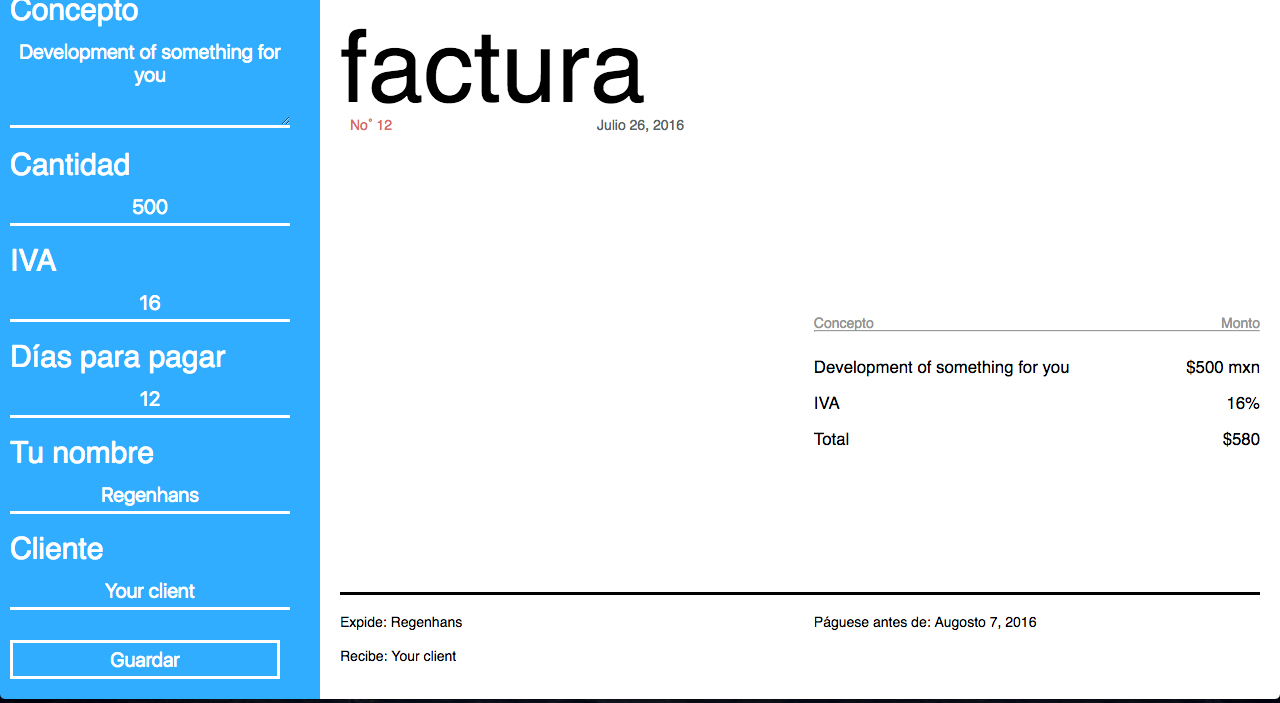 Concepto
Development of something for
you
Cantidad
500
IVA
16
Días para pagar
12
Tu nombre
Regenhans
Cliente
Your client
Guardar
factura
No° 12 Julio 26, 2016
Concepto Monto
Development of something for you $500 mxn
IVA 16%
Total $580
Expide: Regenhans Páguese antes de: Augosto 7, 2016
Recibe: Your client